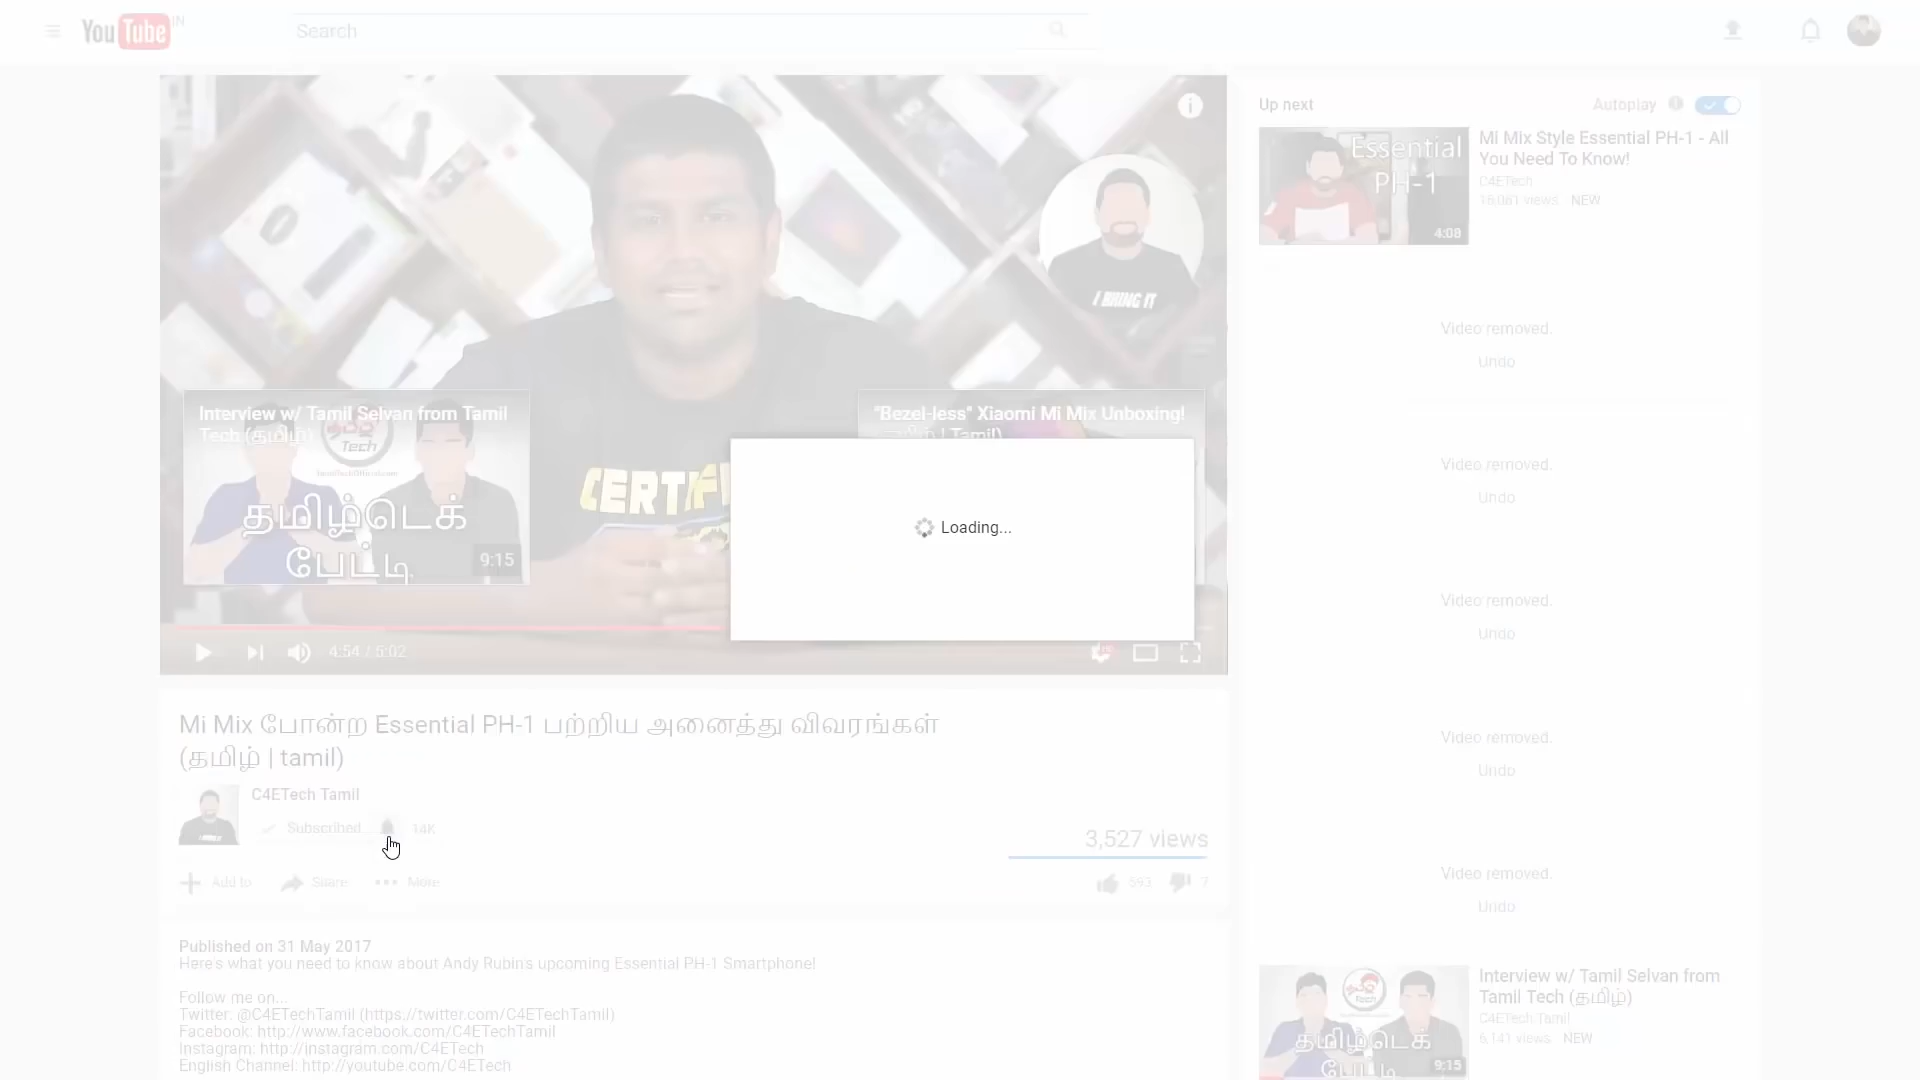 YouTube IN
Search
Up next
Autoplay
Essential
PH-1
4:08
Mi Mix Style Essential PH-1 - All
You Need To Know!
C4ETech
NEW
I BRING IT
Video removed.
Undo
Video removed.
Undo
Video removed.
Undo
Video removed.
Undo
Video removed.
Undo
Interview w/ Tamil Selvan from Tamil
Tech (தமிழ்)
தமிழ்
Tech
தமிழ்டெக்
பேட்டி
9:15
"Bezel-less" Xiaomi Mi Mix Unboxing!
(தமிழ் | Tamil)
CERTIF
Loading...
4:54 / 5:02
Mi Mix போன்ற Essential PH-1 பற்றிய அனைத்து விவரங்கள்
(தமிழ் | tamil)
C4ETech Tamil
Subscribed
14K
3,527 views
Add to
Share
More
593
7
Published on 31 May 2017
Here's what you need to know about Andy Rubin's upcoming Essential PH-1 Smartphone!
Follow me on...
Twitter: @C4ETechTamil (https://twitter.com/C4ETechTamil)
Facebook: http://www.facebook.com/C4ETechTamil
Instagram: http://instagram.com/C4ETech
English Channel: http://youtube.com/C4ETech
தமிழ்
Tech
தமிழ்டெக்
பேட்டி
9:15
Interview w/ Tamil Selvan from
Tamil Tech (தமிழ்)
C4ETech Tamil
6,141 views NEW